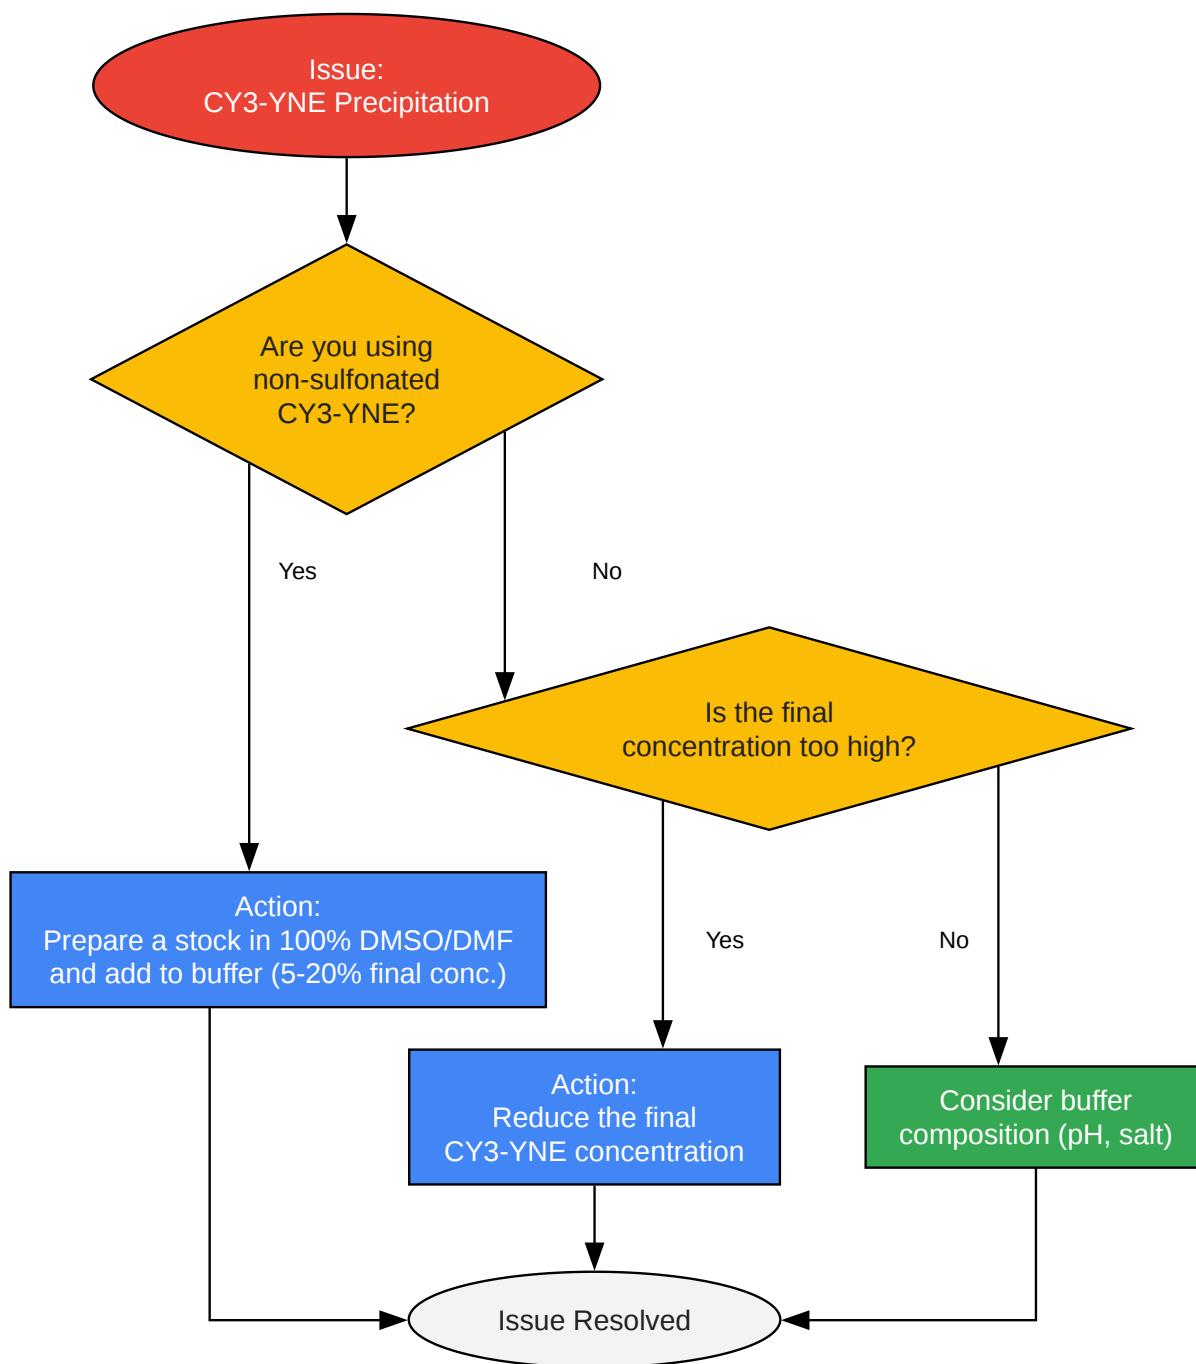 Issue:
CY3-YNE Precipitation
Are you using
non-sulfonated
CY3-YNE?
Yes
No
Is the final
concentration too high?
Action:
Prepare a stock in 100% DMSO/DMF
and add to buffer (5-20% final conc.)
Yes
No
Action:
Reduce the final
CY3-YNE concentration
Consider buffer
composition (pH, salt)
Issue Resolved